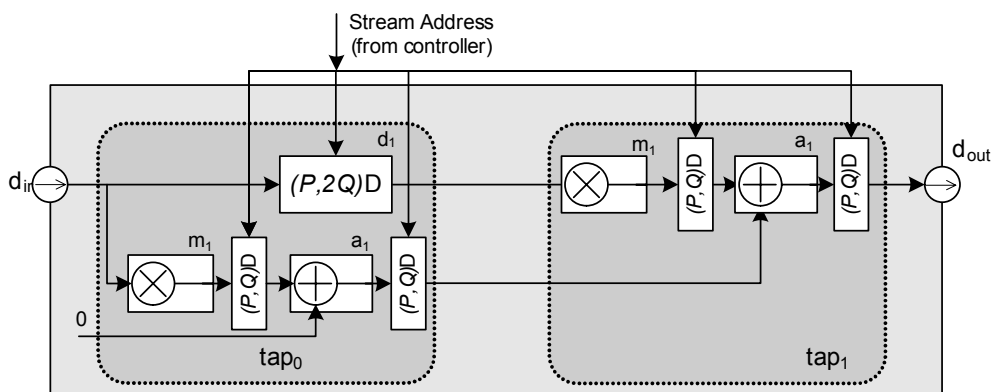 Stream Address
(from controller)
d₁
m₁
a₁
dₒᵤₜ
dᵢₙ
(P,2Q)D
(P,Q)D
(P,Q)D
m₁
a₁
(P,Q)D
(P,Q)D
0
tap₀
tap₁